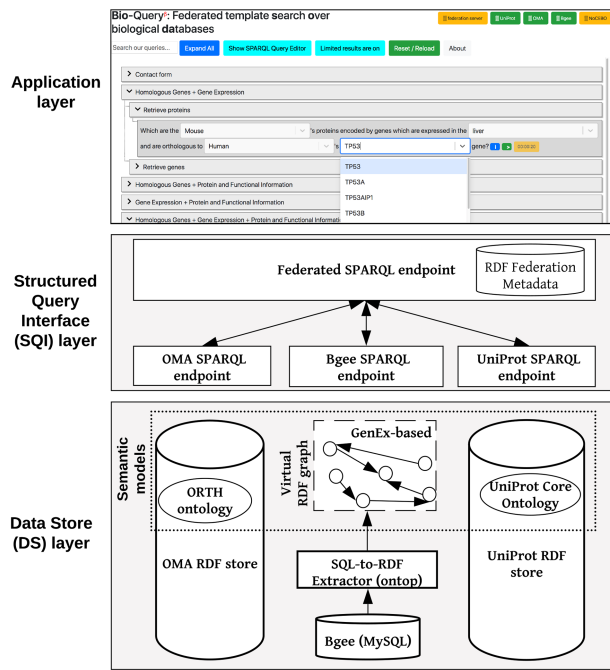 Bio-Query^β: Federated template search over
biological databases
federation server
UniProt
OMA
Bgee
NoCEBO
Search our queries...
Expand All
Show SPARQL Query Editor
Limited results are on
Reset / Reload
About
Contact form
Homologous Genes + Gene Expression
Retrieve proteins
Which are the Mouse 's proteins encoded by genes which are expressed in the liver
and are orthologous to Human 's TP53 gene?
TP53
Retrieve genes
TP53A
Homologous Genes + Protein and Functional Information
Gene Expression + Protein and Functional Information
TP53AIP1
TP53B
Homologous Genes + Gene Expression + Protein and Functional Informati
Application
layer
Federated SPARQL endpoint
RDF Federation
Metadata
Structured
Query
Interface
(SQI) layer
OMA SPARQL
endpoint
Bgee SPARQL
endpoint
UniProt SPARQL
endpoint
Semantic
models
ORTH
ontology
Virtual
RDF graph
GenEx-based
UniProt Core
Ontology
Data Store
(DS) layer
OMA RDF store
SQL-to-RDF
Extractor (ontop)
UniProt RDF
store
Bgee (MySQL)